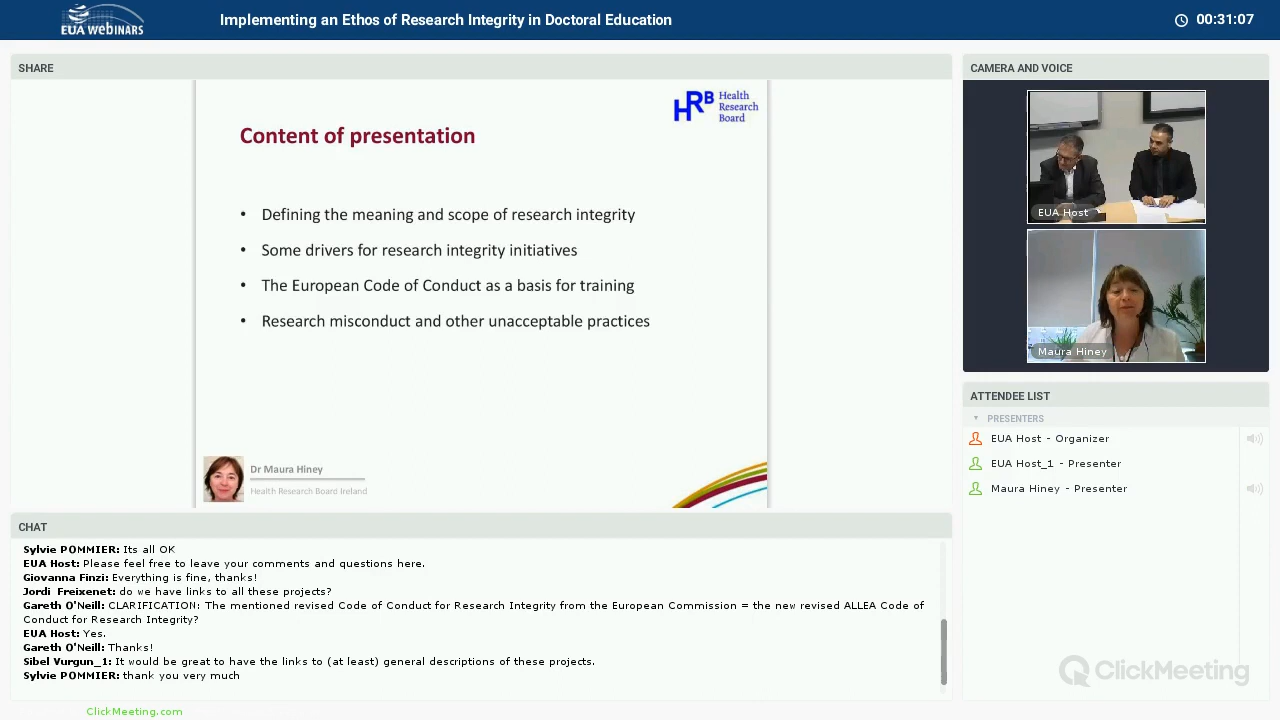 EUA WEBINARS
Implementing an Ethos of Research Integrity in Doctoral Education
00:31:07
SHARE
HRB Health
Research
Board
Content of presentation
• Defining the meaning and scope of research integrity
• Some drivers for research integrity initiatives
• The European Code of Conduct as a basis for training
• Research misconduct and other unacceptable practices
Dr Maura Hiney
Health Research Board Ireland
CAMERA AND VOICE
EUA Host
Maura Hiney
ATTENDEE LIST
PRESENTERS
EUA Host - Organizer
EUA Host_1 - Presenter
Maura Hiney - Presenter
CHAT
Sylvie POMMIER: Its all OK
EUA Host: Please feel free to leave your comments and questions here.
Giovanna Finzi: Everything is fine, thanks!
Jordi Freixenet: do we have links to all these projects?
Gareth O'Neill: CLARIFICATION: The mentioned revised Code of Conduct for Research Integrity from the European Commission = the new revised ALLEA Code of
Conduct for Research Integrity?
EUA Host: Yes.
Gareth O'Neill: Thanks!
Sibel Vurgun_1: It would be great to have the links to (at least) general descriptions of these projects.
Sylvie POMMIER: thank you very much
ClickMeeting
ClickMeeting.com